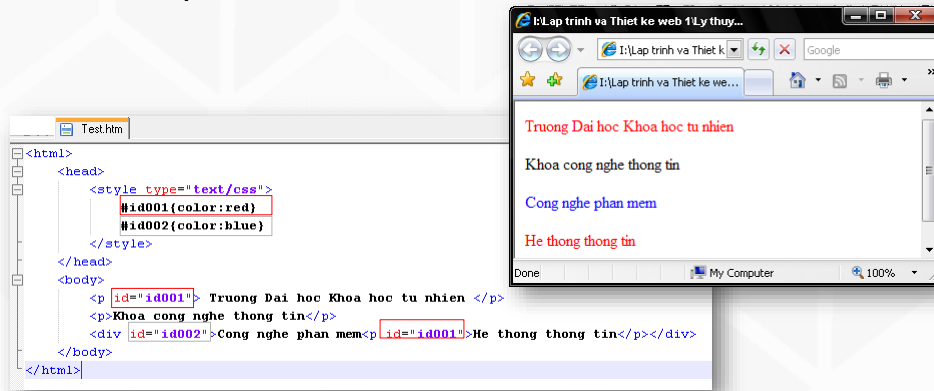 I:\Lap trinh va Thiet ke web 1\Ly thuy...
I:\Lap trinh va Thiet k
Google
I:\Lap trinh va Thiet ke we...
Truong Dai hoc Khoa hoc tu nhien
Khoa cong nghe thong tin
Cong nghe phan mem
He thong thong tin
Done
My Computer
100%
Test.htm
<html>
<head>
<style type="text/css">
#id001{color:red}
#id002{color:blue}
</style>
</head>
<body>
<p id="id001"> Truong Dai hoc Khoa hoc tu nhien </p>
<p>Khoa cong nghe thong tin</p>
<div id="id002">Cong nghe phan mem<p id="id001">He thong thong tin</p></div>
</body>
</html>